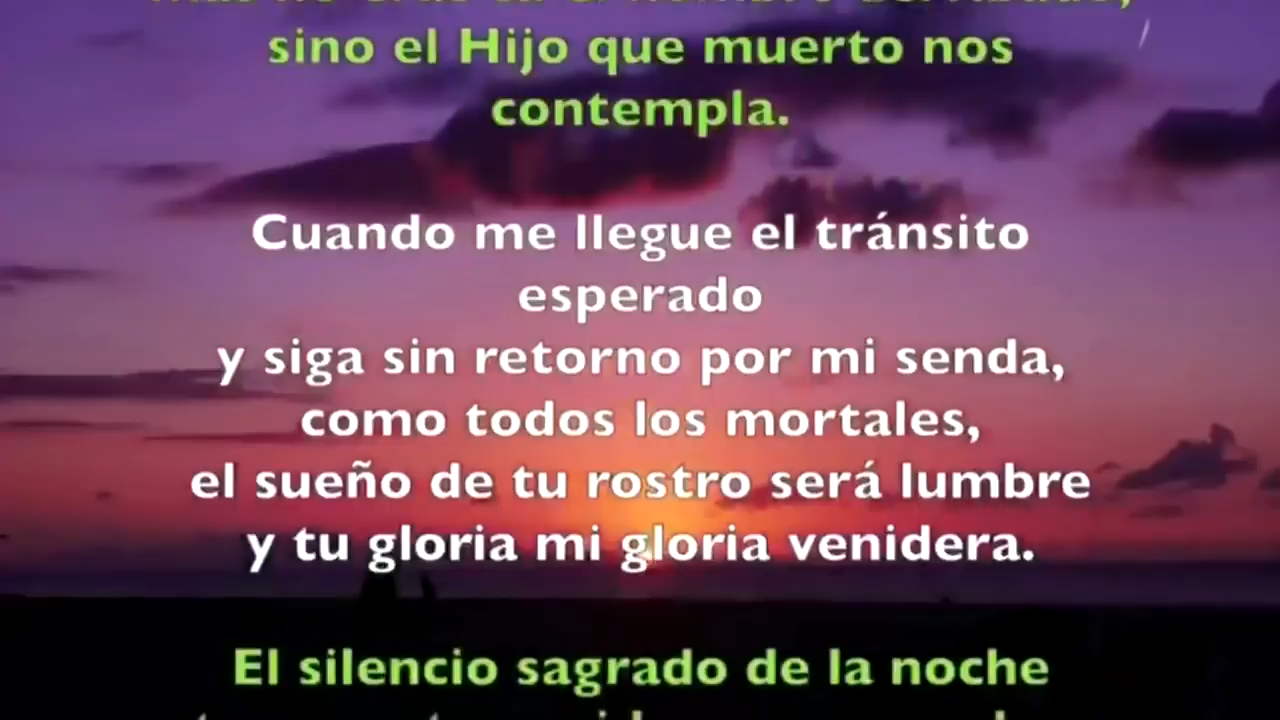 sino el Hijo que muerto nos
contempla.
Cuando me llegue el tránsito
esperado
y siga sin retorno por mi senda,
como todos los mortales,
el sueño de tu rostro será lumbre
y tu gloria mi gloria venidera.
El silencio sagrado de la noche